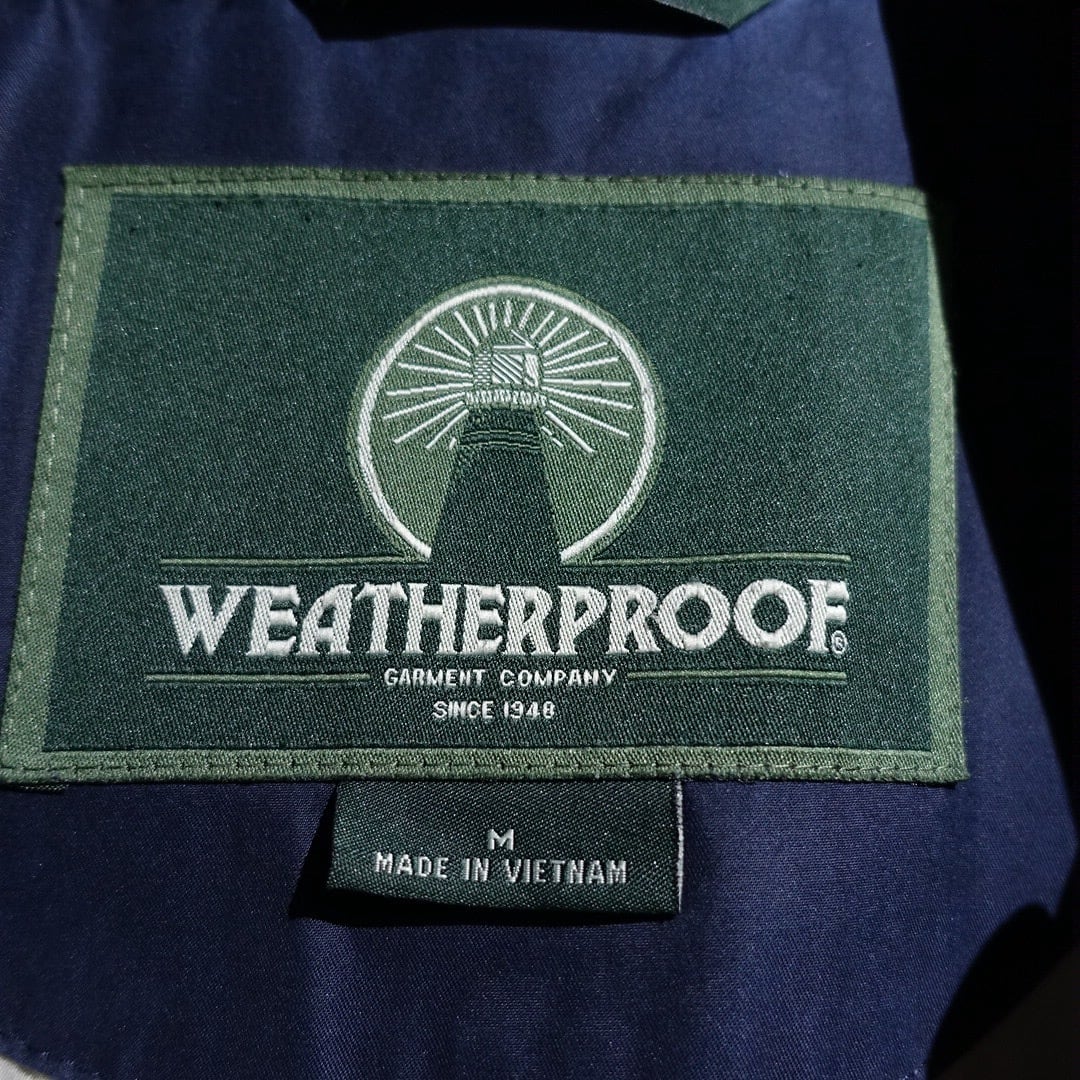 WEATHERPROOF®
GARMENT COMPANY
SINCE 1948
M
MADE IN VIETNAM